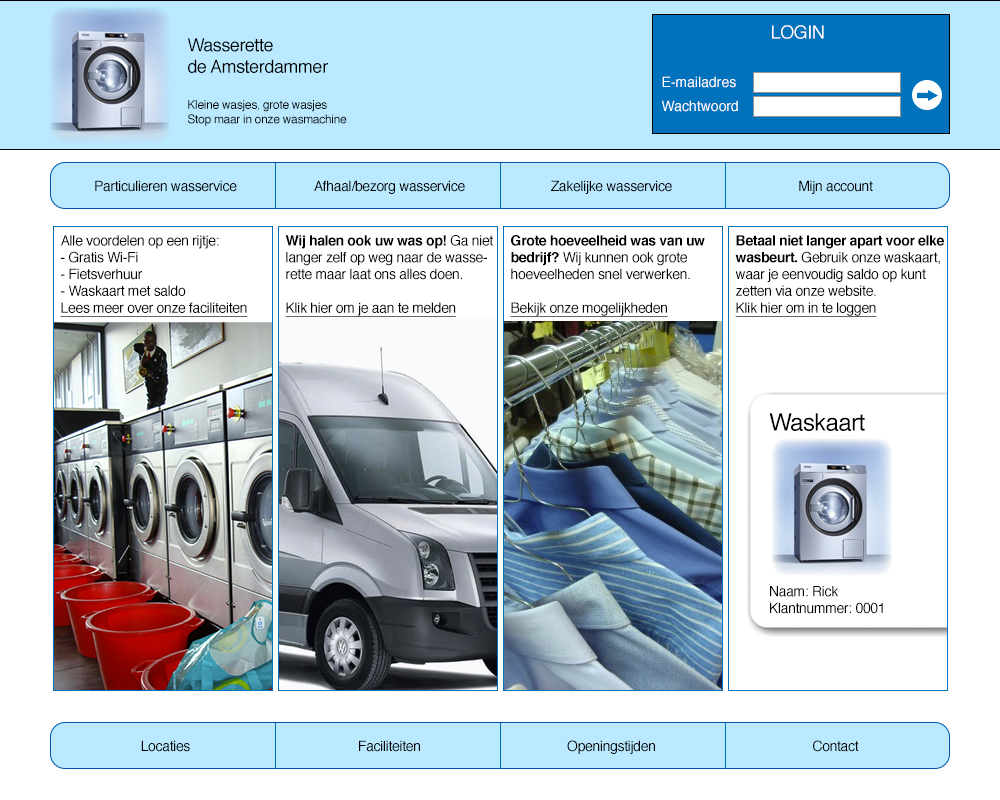 Wasserette
de Amsterdammer
Kleine wasjes, grote wasjes
Stop maar in onze wasmachine
LOGIN
E-mailadres
Wachtwoord
Particulieren wasservice
Afhaal/bezorg wasservice
Zakelijke wasservice
Mijn account
Alle voordelen op een rijtje:
- Gratis Wi-Fi
- Fietsverhuur
- Waskaart met saldo
Lees meer over onze faciliteiten
Wij halen ook uw was op! Ga niet
langer zelf op weg naar de wasse-
rette maar laat ons alles doen.
Klik hier om je aan te melden
Grote hoeveelheid was van uw
bedrijf? Wij kunnen ook grote
hoeveelheden snel verwerken.
Bekijk onze mogelijkheden
Betaal niet langer apart voor elke
wasbeurt. Gebruik onze waskaart,
waar je eenvoudig saldo op kunt
zetten via onze website.
Klik hier om in te loggen
Waskaart
Naam: Rick
Klantnummer: 0001
Locaties
Faciliteiten
Openingstijden
Contact